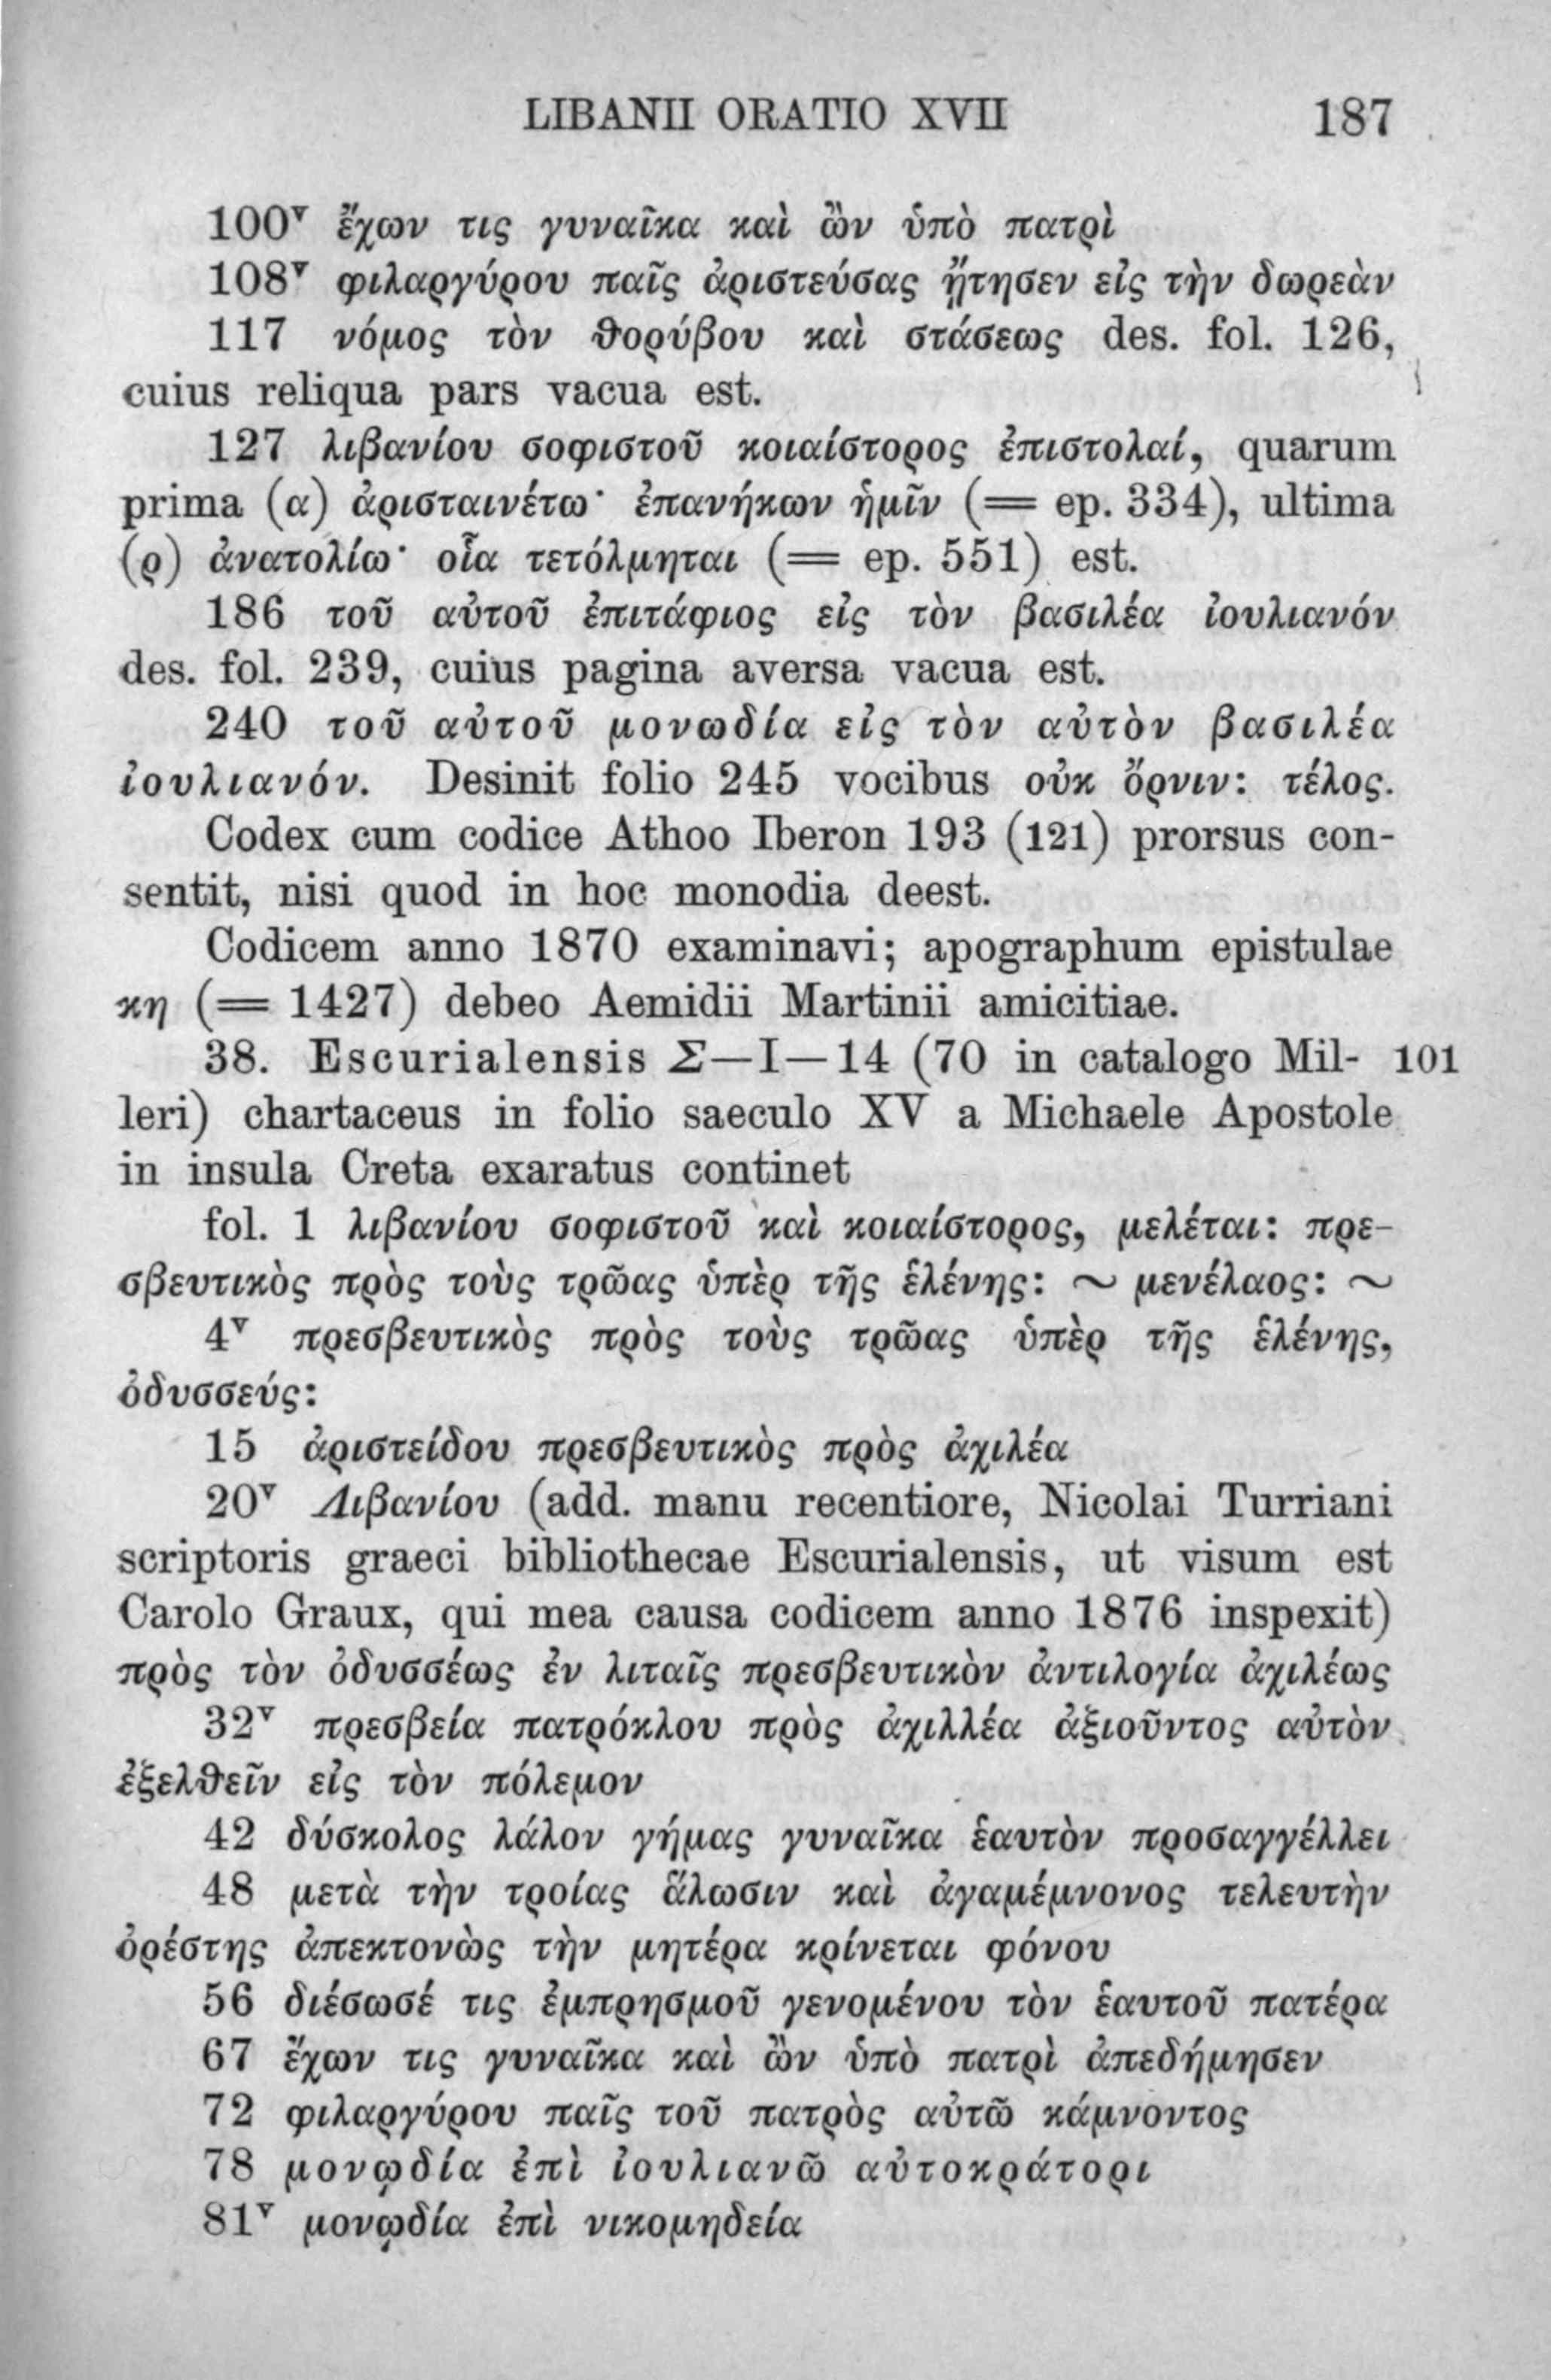 LIBANII ORATIO XVII 187
100ᵛ ἔχων τις γυναῖκα καὶ ὢν ὑπὸ πατρὶ
108ᵛ φιλαργύρου παῖς ἀριστεύσας ᾔτησεν εἰς τὴν δωρεὰν
117 νόμος τὸν θορύβου καὶ στάσεως des. fol. 126,
cuius reliqua pars vacua est.
127 λιβανίου σοφιστοῦ κοιαίστορος ἐπιστολαί, quarum
prima (α) ἀρισταινέτω· ἐπανήκων ἡμῖν (= ep. 334), ultima
(ρ) ἀνατολίω· οἷα τετόλμηται (= ep. 551) est.
186 τοῦ αὐτοῦ ἐπιτάφιος εἰς τὸν βασιλέα ἰουλιανόν
des. fol. 239, cuius pagina aversa vacua est.
240 τοῦ αὐτοῦ μονωδία εἰς τὸν αὐτὸν βασιλέα
ἰουλιανόν. Desinit folio 245 vocibus οὐκ ὄρνιν: τέλος.
Codex cum codice Athoo Iberon 193 (121) prorsus con-
sentit, nisi quod in hoc monodia deest.
Codicem anno 1870 examinavi; apographum epistulae
κη (= 1427) debeo Aemidii Martinii amicitiae.
38. Escurialensis Σ—I—14 (70 in catalogo Mil- 101
leri) chartaceus in folio saeculo XV a Michaele Apostole
in insula Creta exaratus continet
fol. 1 λιβανίου σοφιστοῦ καὶ κοιαίστορος, μελέται: πρε-
σβευτικὸς πρὸς τοὺς τρῶας ὑπὲρ τῆς ἑλένης: ~ μενέλαος: ~
4ᵛ πρεσβευτικὸς πρὸς τοὺς τρῶας ὑπὲρ τῆς ἑλένης,
ὀδυσσεύς:
15 ἀριστείδου πρεσβευτικὸς πρὸς ἀχιλέα
20ᵛ Λιβανίου (add. manu recentiore, Nicolai Turriani
scriptoris graeci bibliothecae Escurialensis, ut visum est
Carolo Graux, qui mea causa codicem anno 1876 inspexit)
πρὸς τὸν ὀδυσσέως ἐν λιταῖς πρεσβευτικὸν ἀντιλογία ἀχιλέως
32ᵛ πρεσβεία πατρόκλου πρὸς ἀχιλλέα ἀξιοῦντος αὐτὸν
ἐξελθεῖν εἰς τὸν πόλεμον
42 δύσκολος λάλον γήμας γυναῖκα ἑαυτὸν προσαγγέλλει
48 μετὰ τὴν τροίας ἅλωσιν καὶ ἀγαμέμνονος τελευτὴν
ὀρέστης ἀπεκτονὼς τὴν μητέρα κρίνεται φόνου
56 διέσωσέ τις ἐμπρησμοῦ γενομένου τὸν ἑαυτοῦ πατέρα
67 ἔχων τις γυναῖκα καὶ ὢν ὑπὸ πατρὶ ἀπεδήμησεν
72 φιλαργύρου παῖς τοῦ πατρὸς αὐτῶ κάμνοντος
78 μονῳδία ἐπὶ ἰουλιανῶ αὐτοκράτορι
81ᵛ μονῳδία ἐπὶ νικομηδεία